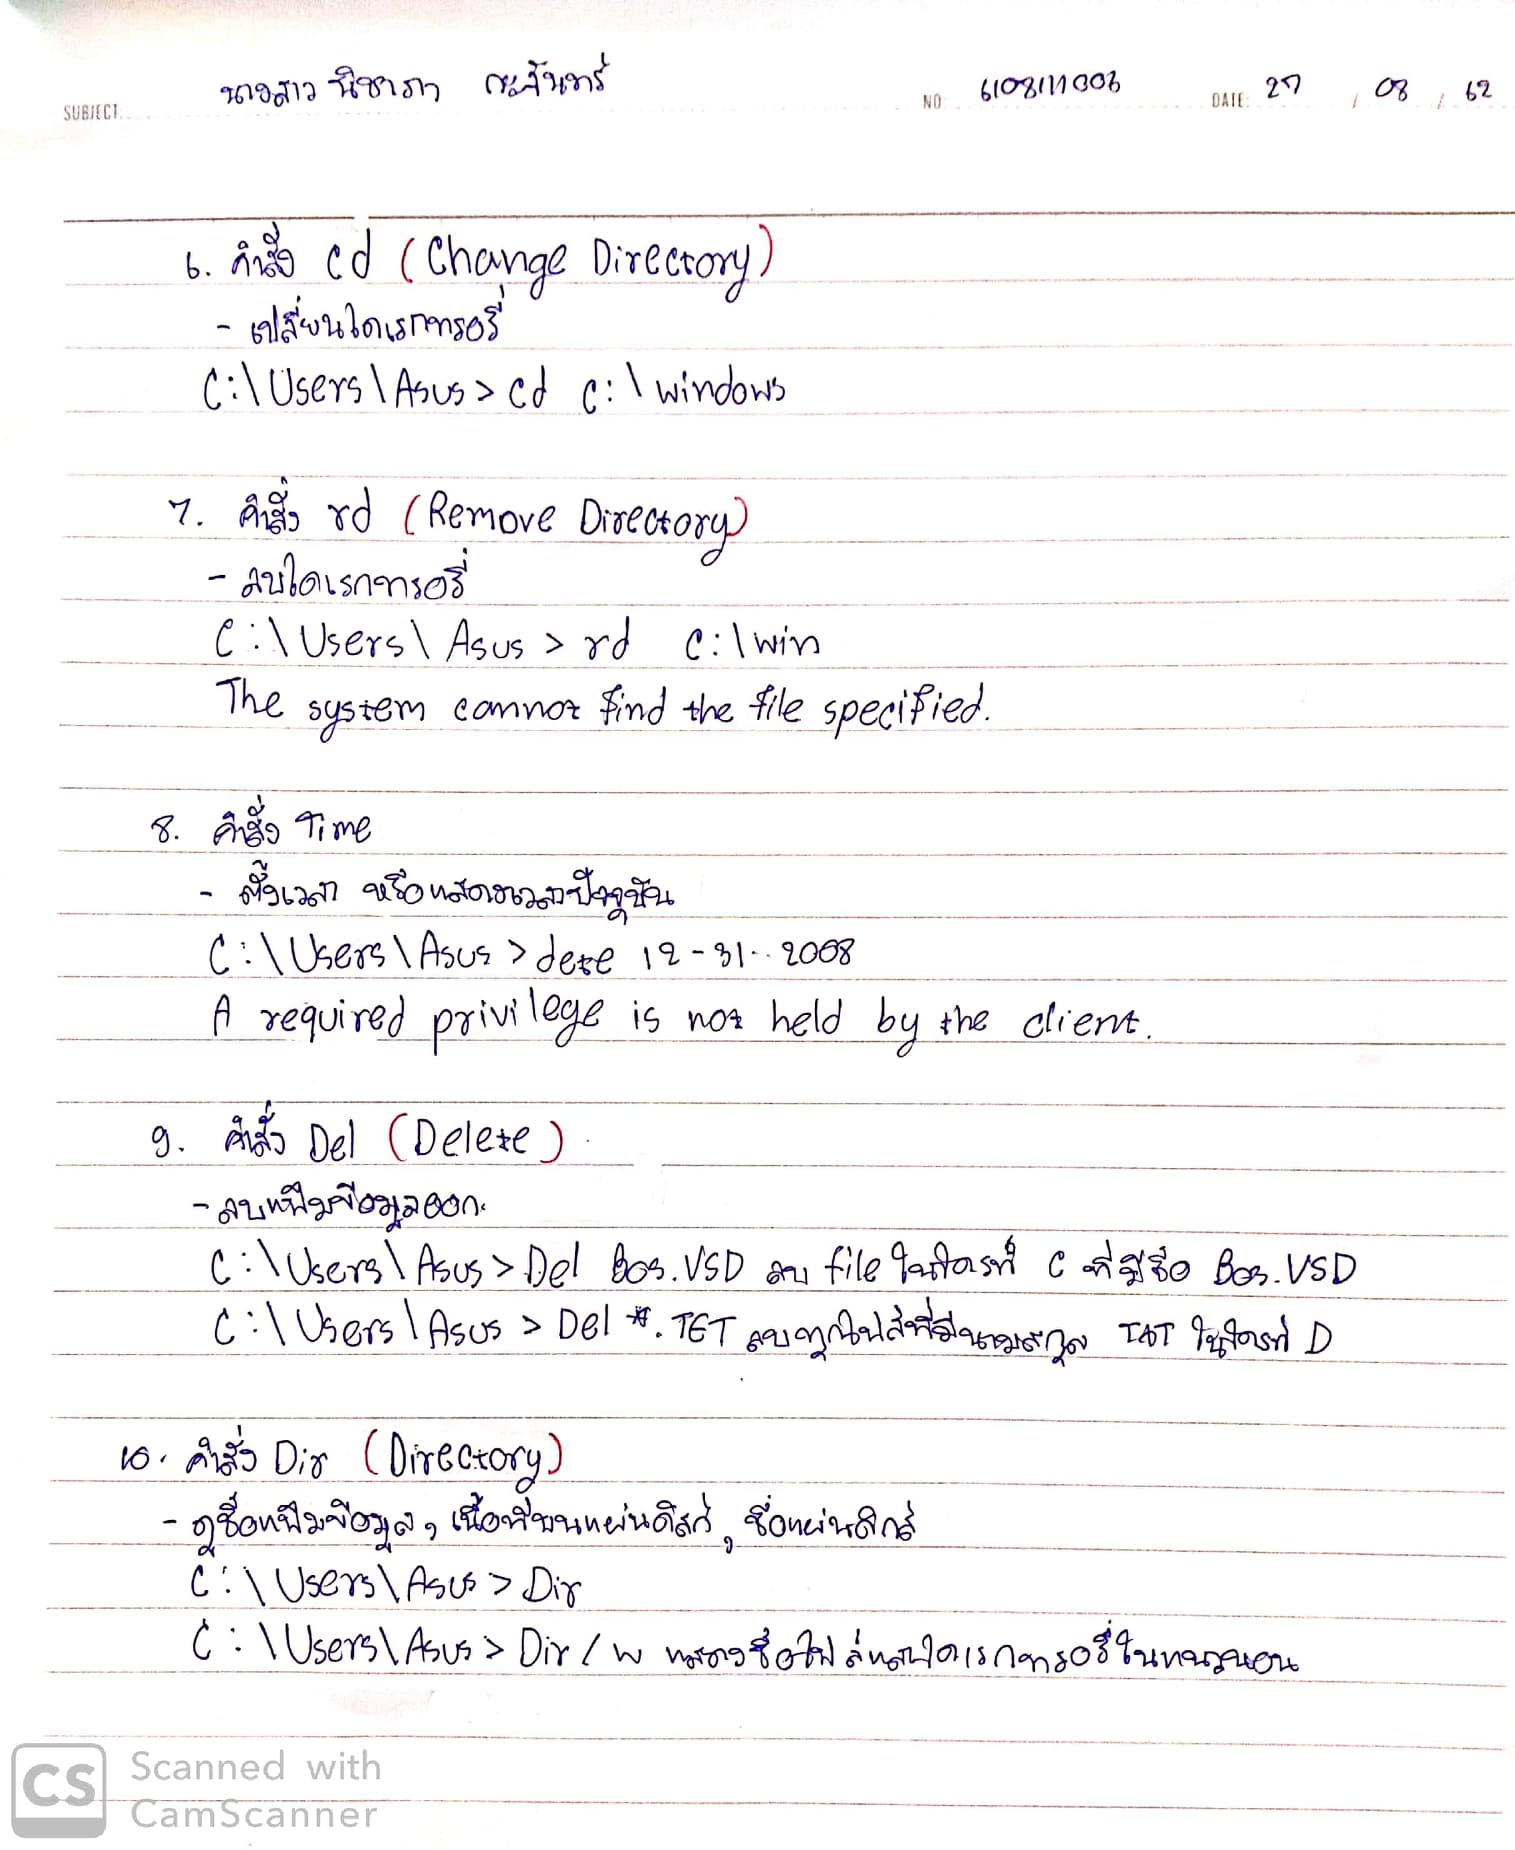 นางสาว นิชาภา กะจันทร์
SUBJECT. NO 6108111006 DATE: 27 / 08 / 62
6. คำสั่ง cd (Change Directory)
- เปลี่ยนไดเรกทรอรี่
C:\Users\Asus> cd c:\windows
7. คำสั่ง rd (Remove Directory)
- ลบไดเรกทรอรี่
C:\Users\Asus > rd c:\win
The system cannot find the file specified.
8. คำสั่ง Time
- ตั้งเวลา หรือแสดงเวลาปัจจุบัน
C:\Users\Asus > dete 12-31-2008
A required privilege is not held by the client.
9. คำสั่ง Del (Delete)
- ลบแฟ้มข้อมูลออก
C:\Users\Asus > Del Bos.VSD ลบ file ในไดรฟ์ C ที่มีชื่อ Bos.VSD
C:\Users\Asus > Del *.TET ลบทุกไฟล์ที่มีนามสกุล TAT ในไดรฟ์ D
10. คำสั่ง Dir (Directory)
- ดูชื่อแฟ้มข้อมูล, เนื้อที่บนแผ่นดิสก์, ชื่อแผ่นดิกส์
C:\Users\Asus > Dir
C:\Users\Asus > Dir /w แสดงชื่อไฟล์และไดเรกทรอรี่ในแนวนอน
CS Scanned with
CamScanner